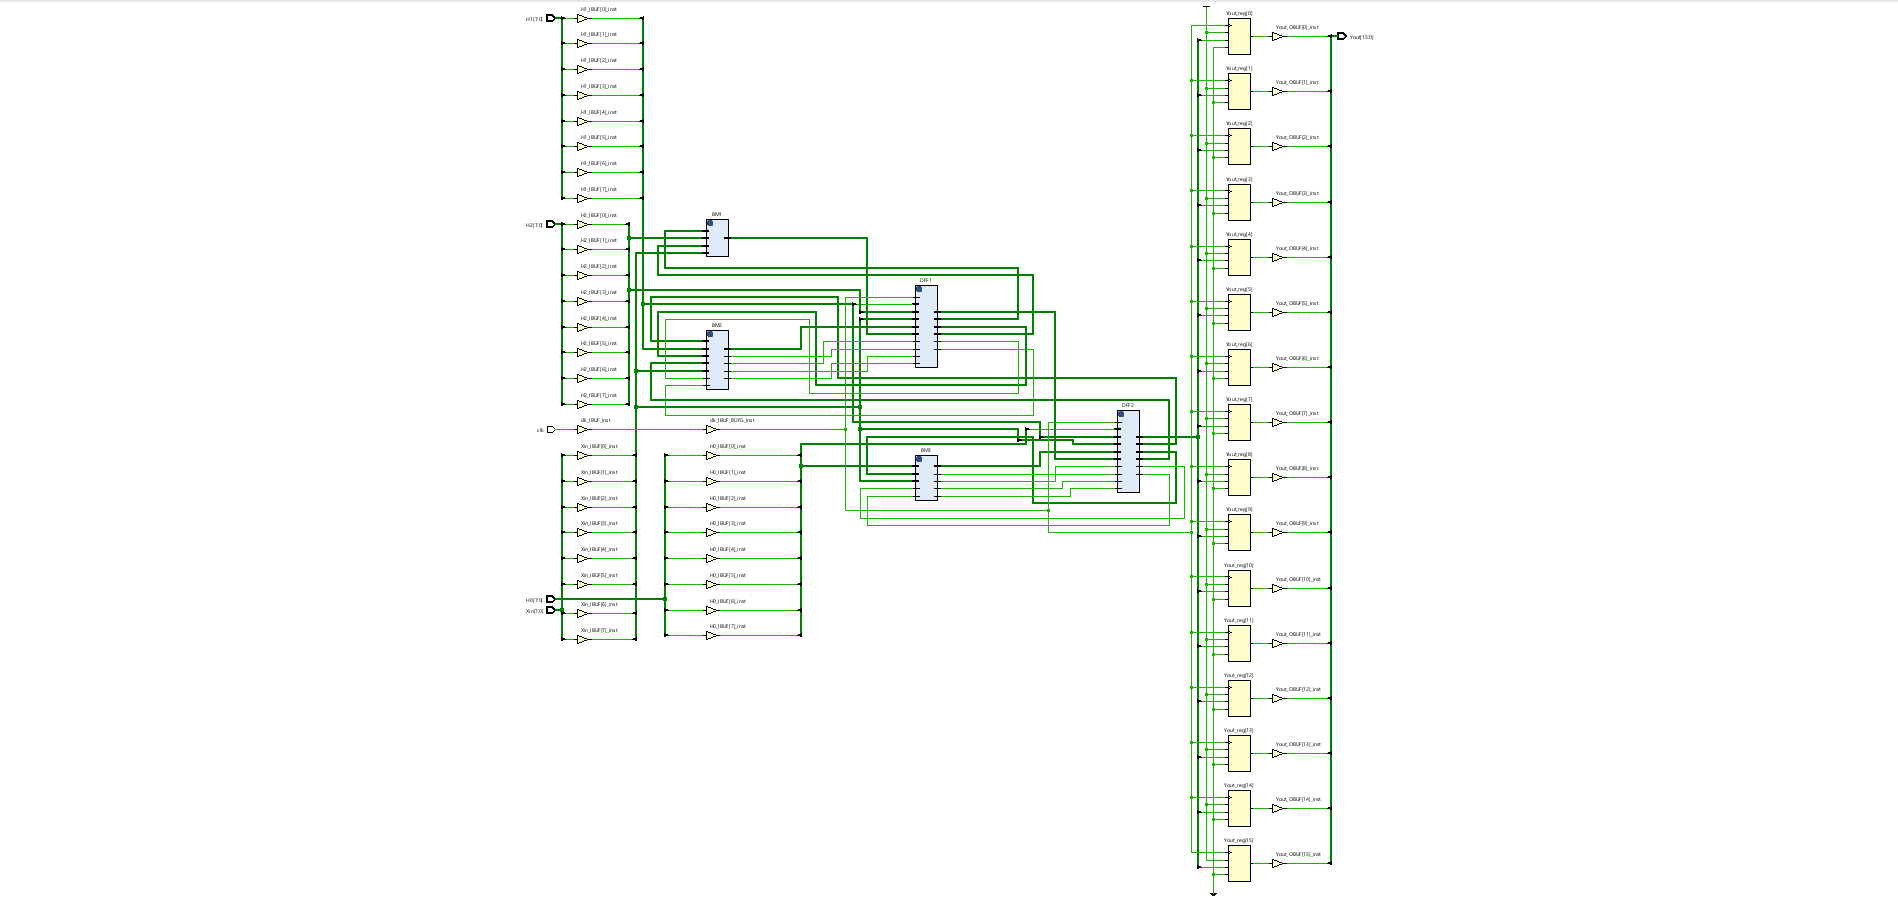 H1[7:0]
H1_IBUF[0]_inst
H1_IBUF[1]_inst
H1_IBUF[2]_inst
H1_IBUF[3]_inst
H1_IBUF[4]_inst
H1_IBUF[5]_inst
H1_IBUF[6]_inst
H1_IBUF[7]_inst
H2[7:0]
H2_IBUF[0]_inst
H2_IBUF[1]_inst
H2_IBUF[2]_inst
H2_IBUF[3]_inst
H2_IBUF[4]_inst
H2_IBUF[5]_inst
H2_IBUF[6]_inst
H2_IBUF[7]_inst
clk
clk_IBUF_inst
clk_IBUF_BUFG_inst
Xin_IBUF[0]_inst
Xin_IBUF[1]_inst
Xin_IBUF[2]_inst
Xin_IBUF[3]_inst
Xin_IBUF[4]_inst
Xin_IBUF[5]_inst
H0[7:0]
Xin[7:0]
Xin_IBUF[6]_inst
Xin_IBUF[7]_inst
H0_IBUF[0]_inst
H0_IBUF[1]_inst
H0_IBUF[2]_inst
H0_IBUF[3]_inst
H0_IBUF[4]_inst
H0_IBUF[5]_inst
H0_IBUF[6]_inst
H0_IBUF[7]_inst
BM1
BM2
DFF1
BM3
DFF2
Yout_reg[0]
Yout_OBUF[0]_inst
Yout[15:0]
Yout_reg[1]
Yout_OBUF[1]_inst
Yout_reg[2]
Yout_OBUF[2]_inst
Yout_reg[3]
Yout_OBUF[3]_inst
Yout_reg[4]
Yout_OBUF[4]_inst
Yout_reg[5]
Yout_OBUF[5]_inst
Yout_reg[6]
Yout_OBUF[6]_inst
Yout_reg[7]
Yout_OBUF[7]_inst
Yout_reg[8]
Yout_OBUF[8]_inst
Yout_reg[9]
Yout_OBUF[9]_inst
Yout_reg[10]
Yout_OBUF[10]_inst
Yout_reg[11]
Yout_OBUF[11]_inst
Yout_reg[12]
Yout_OBUF[12]_inst
Yout_reg[13]
Yout_OBUF[13]_inst
Yout_reg[14]
Yout_OBUF[14]_inst
Yout_reg[15]
Yout_OBUF[15]_inst